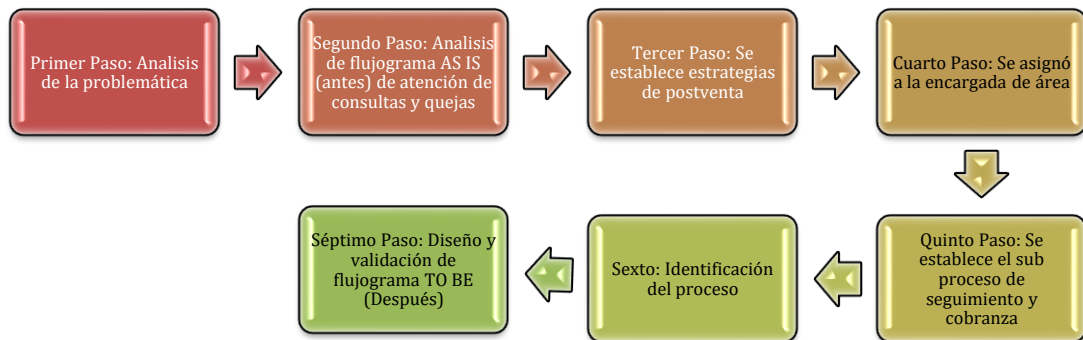 Primer Paso: Analisis
de la problemática
Segundo Paso: Analisis
de flujograma AS IS
(antes) de atención de
consultas y quejas
Tercer Paso: Se
establece estrategias
de postventa
Cuarto Paso: Se asignó
a la encargada de área
Quinto Paso: Se
establece el sub
proceso de
seguimiento y
cobranza
Sexto: Identificación
del proceso
Séptimo Paso: Diseño y
validación de
flujograma TO BE
(Después)